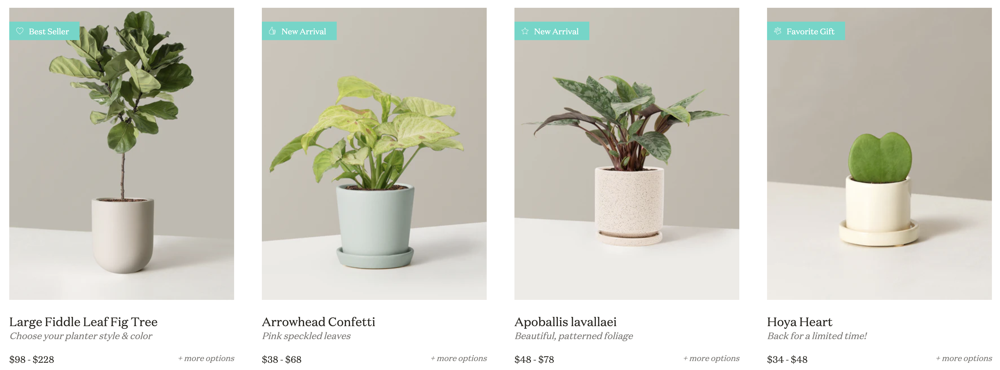 Best Seller
New Arrival
New Arrival
Favorite Gift
Large Fiddle Leaf Fig Tree
Choose your planter style & color
$98 - $228
+ more options
Arrowhead Confetti
Pink speckled leaves
$38 - $68
+ more options
Apoballis lavallaei
Beautiful, patterned foliage
$48 - $78
+ more options
Hoya Heart
Back for a limited time!
$34 - $48
+ more options